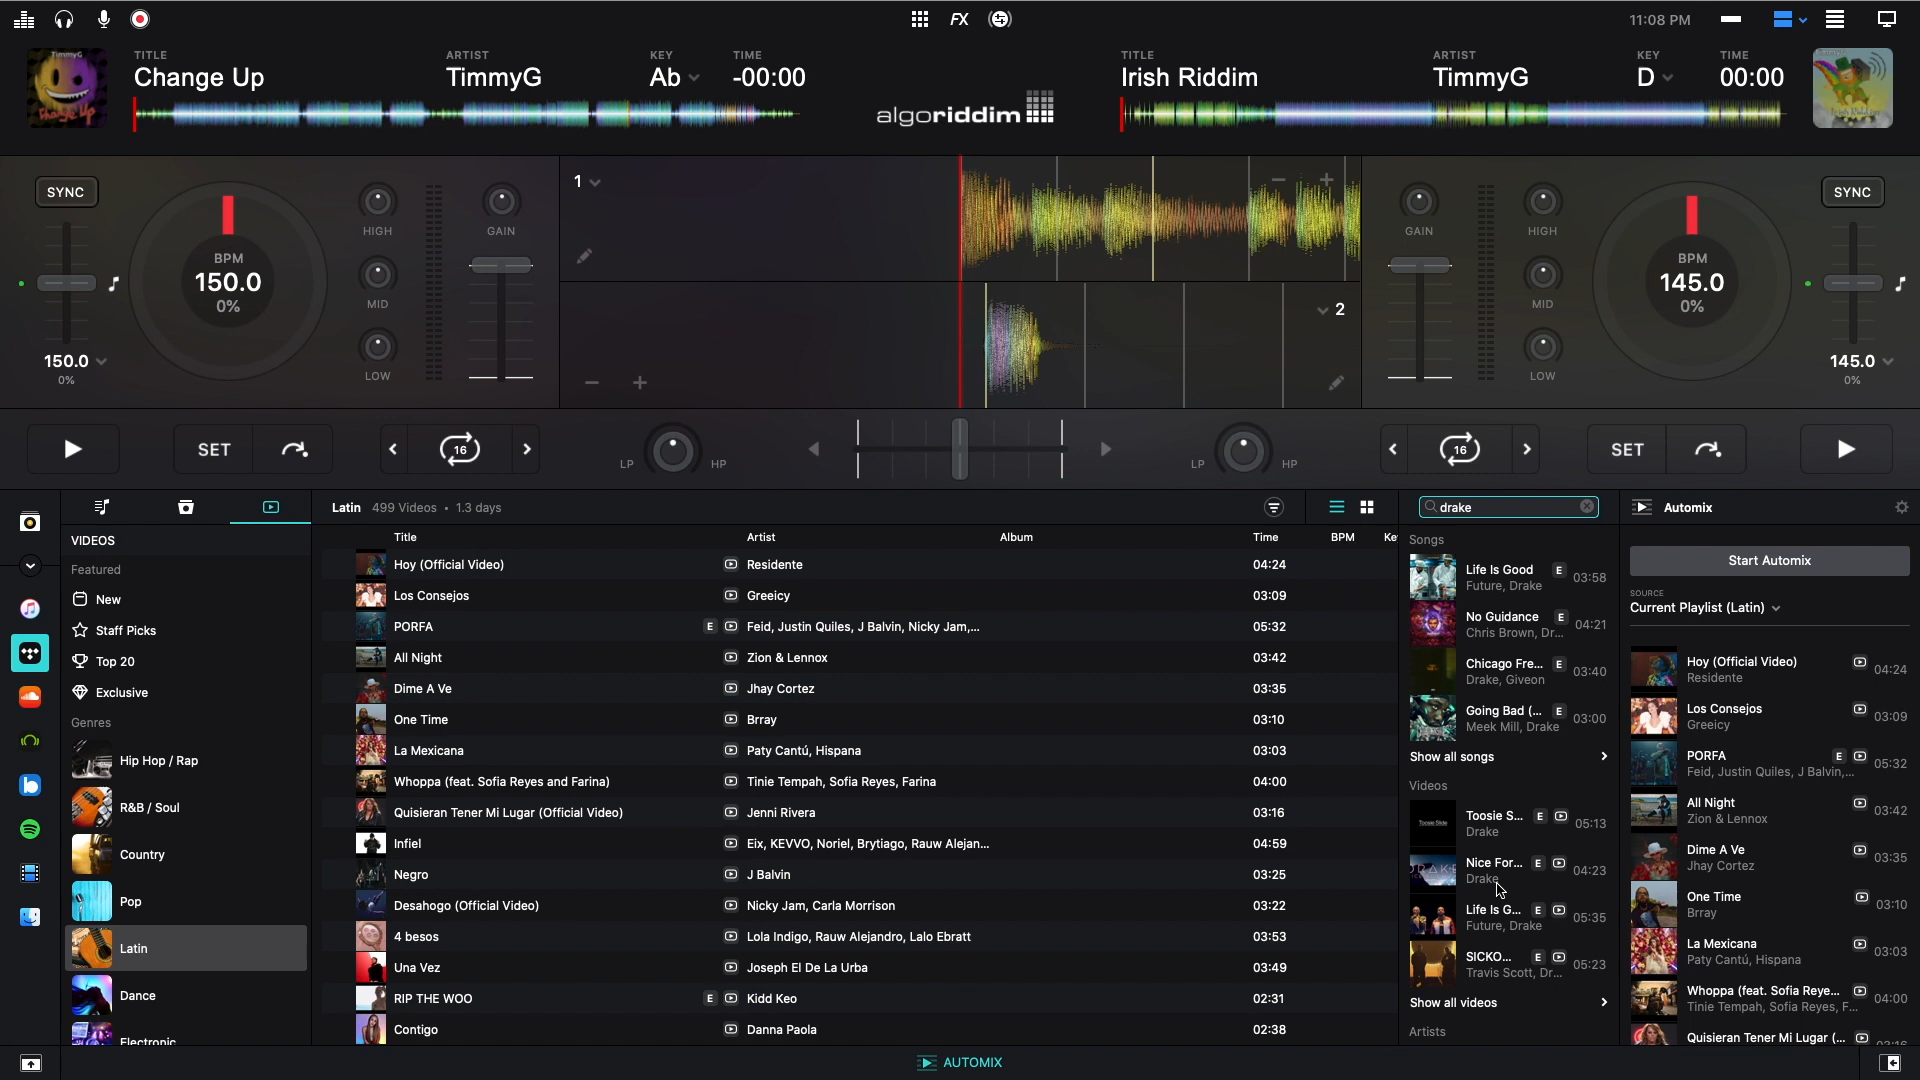 FX
11:08 PM
TITLE
Change Up
ARTIST
TimmyG
KEY
Ab
TIME
-00:00
algoriddim
TITLE
Irish Riddim
ARTIST
TimmyG
KEY
D
TIME
00:00
SYNC
BPM
150.0
0%
HIGH
MID
LOW
GAIN
150.0
0%
1
2
GAIN
HIGH
MID
LOW
BPM
145.0
0%
SYNC
145.0
0%
SET
16
LP
HP
LP
HP
16
SET
VIDEOS
Featured
New
Staff Picks
Top 20
Exclusive
Genres
Hip Hop / Rap
R&B / Soul
Country
Pop
Latin
Dance
Electronic
Latin 499 Videos • 1.3 days
Title Artist Album Time BPM Ke
Hoy (Official Video) Residente 04:24
Los Consejos Greeicy 03:09
PORFA E Feid, Justin Quiles, J Balvin, Nicky Jam,... 05:32
All Night Zion & Lennox 03:42
Dime A Ve Jhay Cortez 03:35
One Time Brray 03:10
La Mexicana Paty Cantú, Hispana 03:03
Whoppa (feat. Sofia Reyes and Farina) Tinie Tempah, Sofia Reyes, Farina 04:00
Quisieran Tener Mi Lugar (Official Video) Jenni Rivera 03:16
Infiel Eix, KEVVO, Noriel, Brytiago, Rauw Alejan... 04:59
Negro J Balvin 03:25
Desahogo (Official Video) Nicky Jam, Carla Morrison 03:22
4 besos Lola Indigo, Rauw Alejandro, Lalo Ebratt 03:53
Una Vez Joseph El De La Urba 03:49
RIP THE WOO E Kidd Keo 02:31
Contigo Danna Paola 02:38
drake
Songs
Life Is Good E 03:58
Future, Drake
No Guidance E 04:21
Chris Brown, Dr...
Chicago Fre... E 03:40
Drake, Giveon
Going Bad (... E 03:00
Meek Mill, Drake
Show all songs
Videos
Toosie S... E 05:13
Drake
Nice For... E 04:23
Drake
Life Is G... E 05:35
Future, Drake
SICKO... E 05:23
Travis Scott, Dr...
Show all videos
Artists
Automix
Start Automix
SOURCE
Current Playlist (Latin)
Hoy (Official Video) 04:24
Residente
Los Consejos 03:09
Greeicy
PORFA E 05:32
Feid, Justin Quiles, J Balvin,...
All Night 03:42
Zion & Lennox
Dime A Ve 03:35
Jhay Cortez
One Time 03:10
Brray
La Mexicana 03:03
Paty Cantú, Hispana
Whoppa (feat. Sofia Reye... 04:00
Tinie Tempah, Sofia Reyes, F...
Quisieran Tener Mi Lugar (... 03:16
AUTOMIX